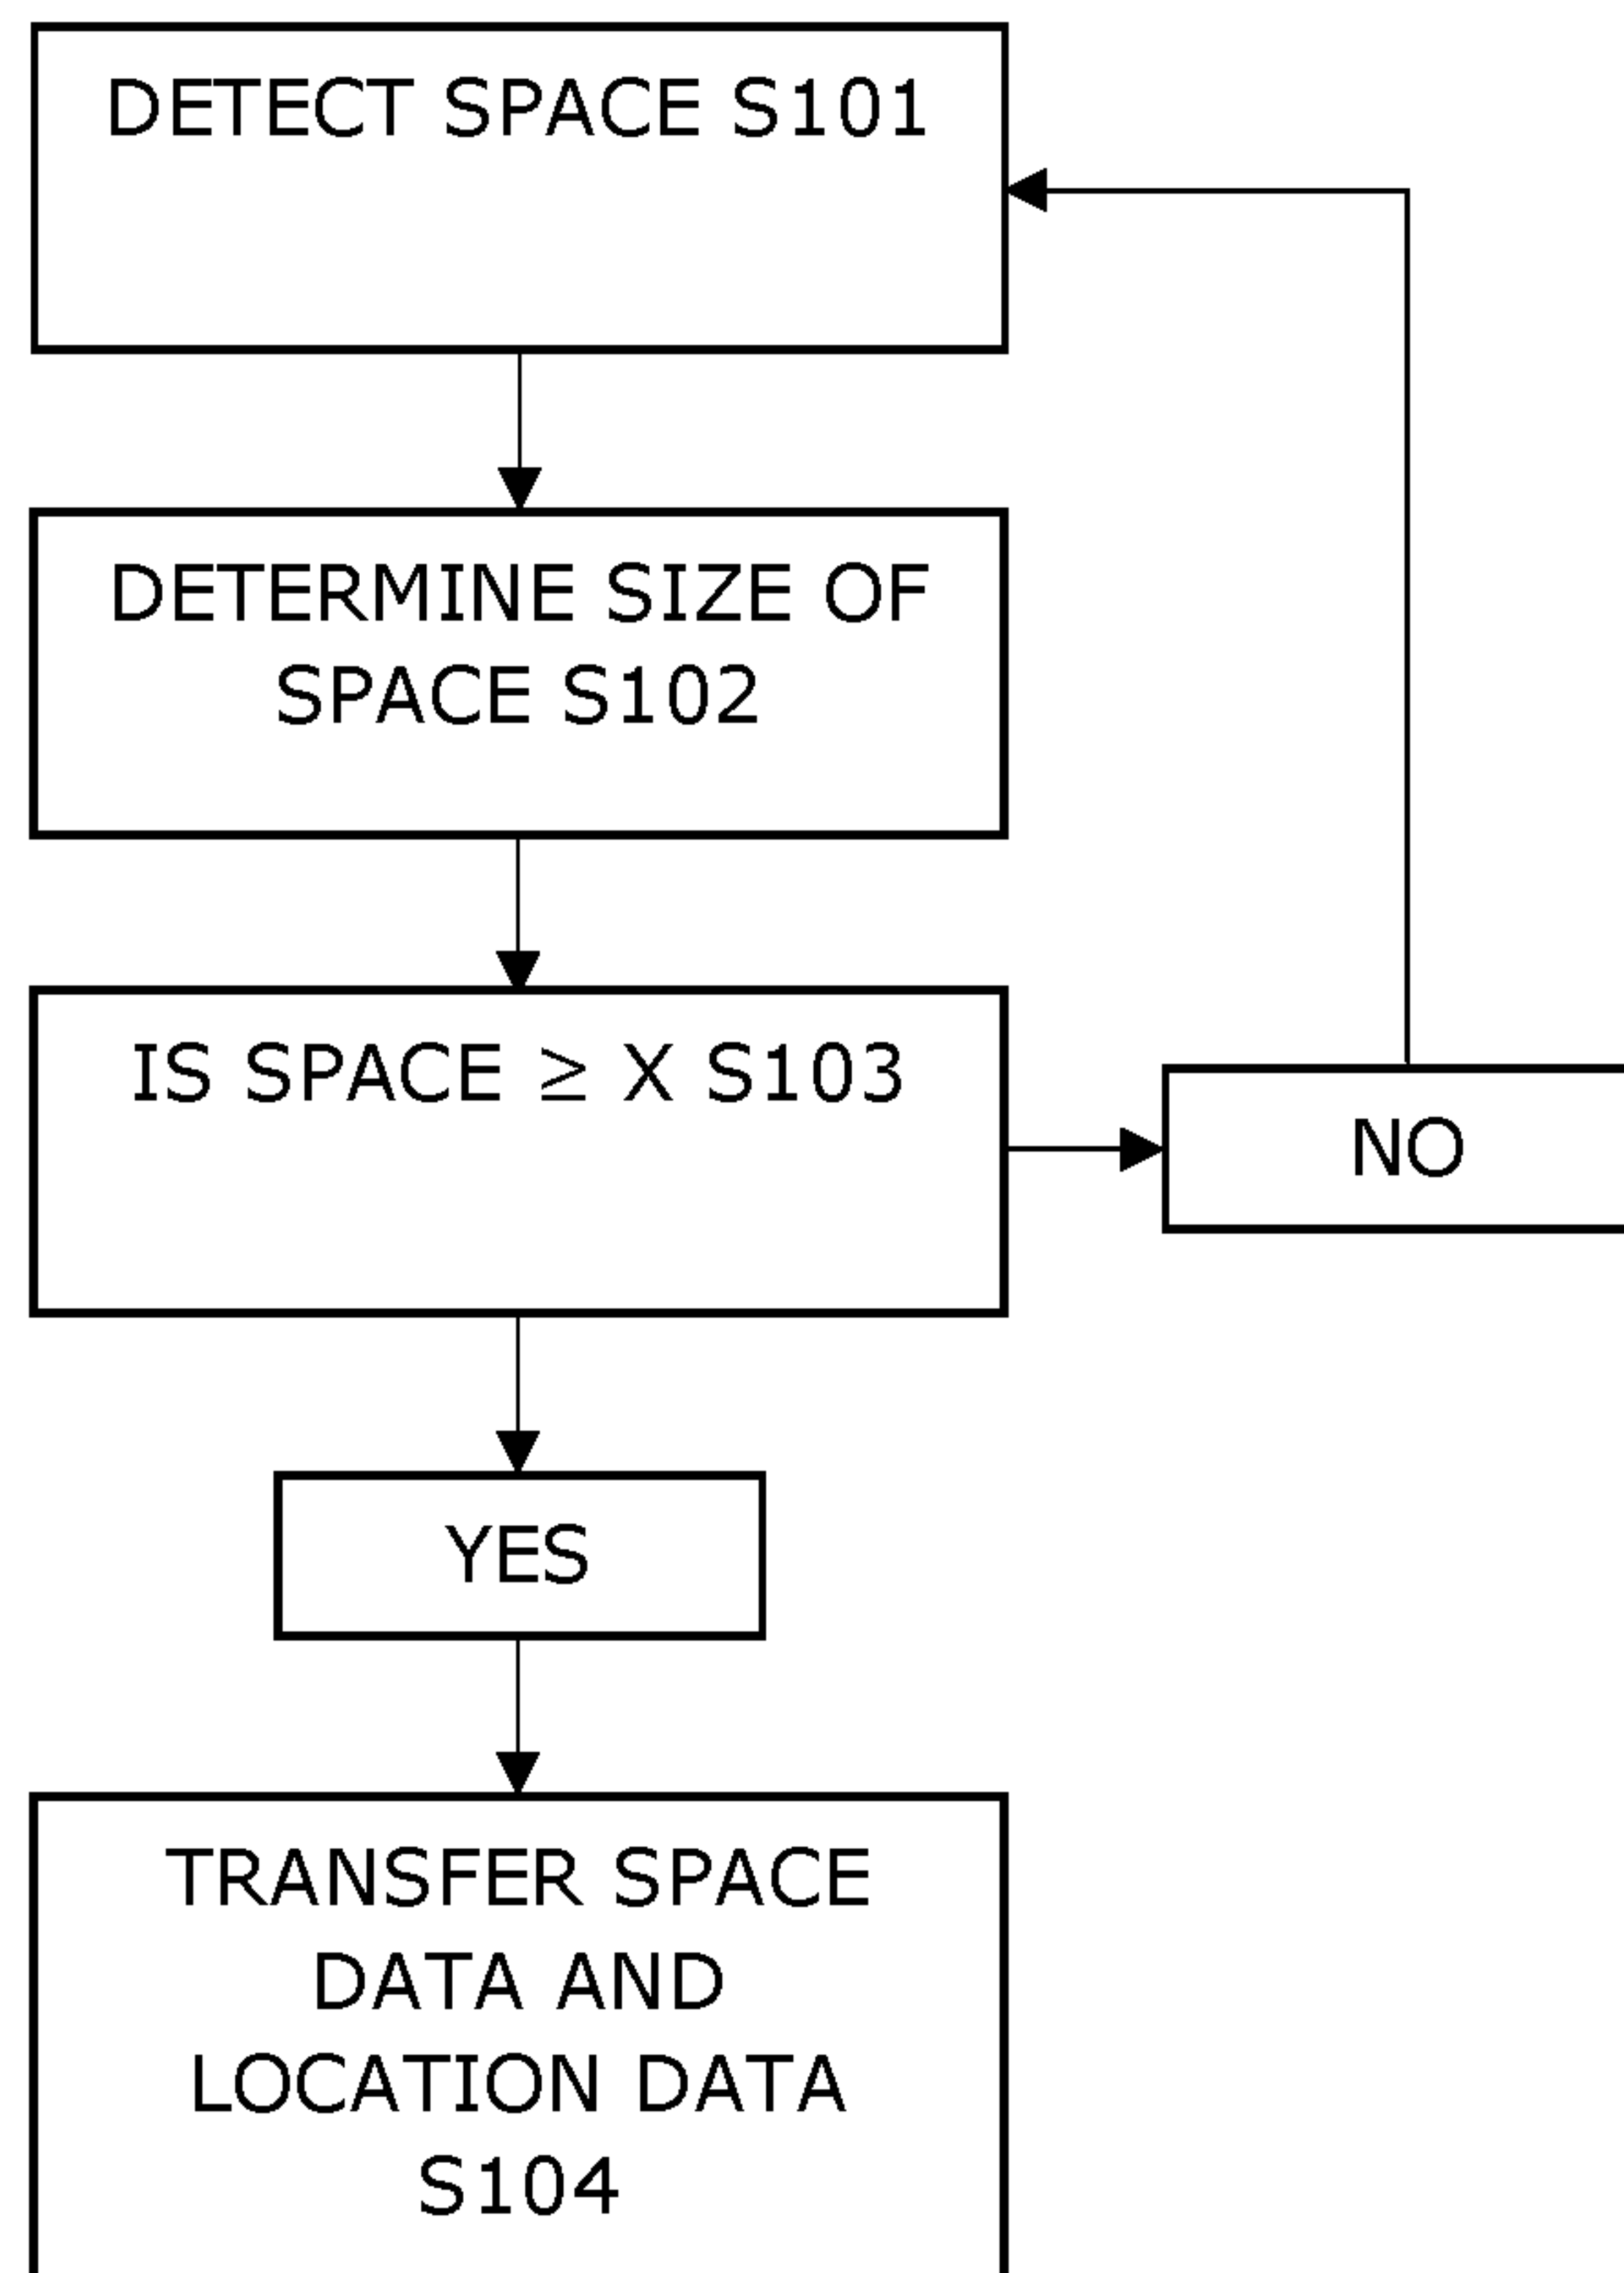 DETECT SPACE S101
DETERMINE SIZE OF
SPACE S102
IS SPACE ≥ X S103
NO
YES
TRANSFER SPACE
DATA AND
LOCATION DATA
S104